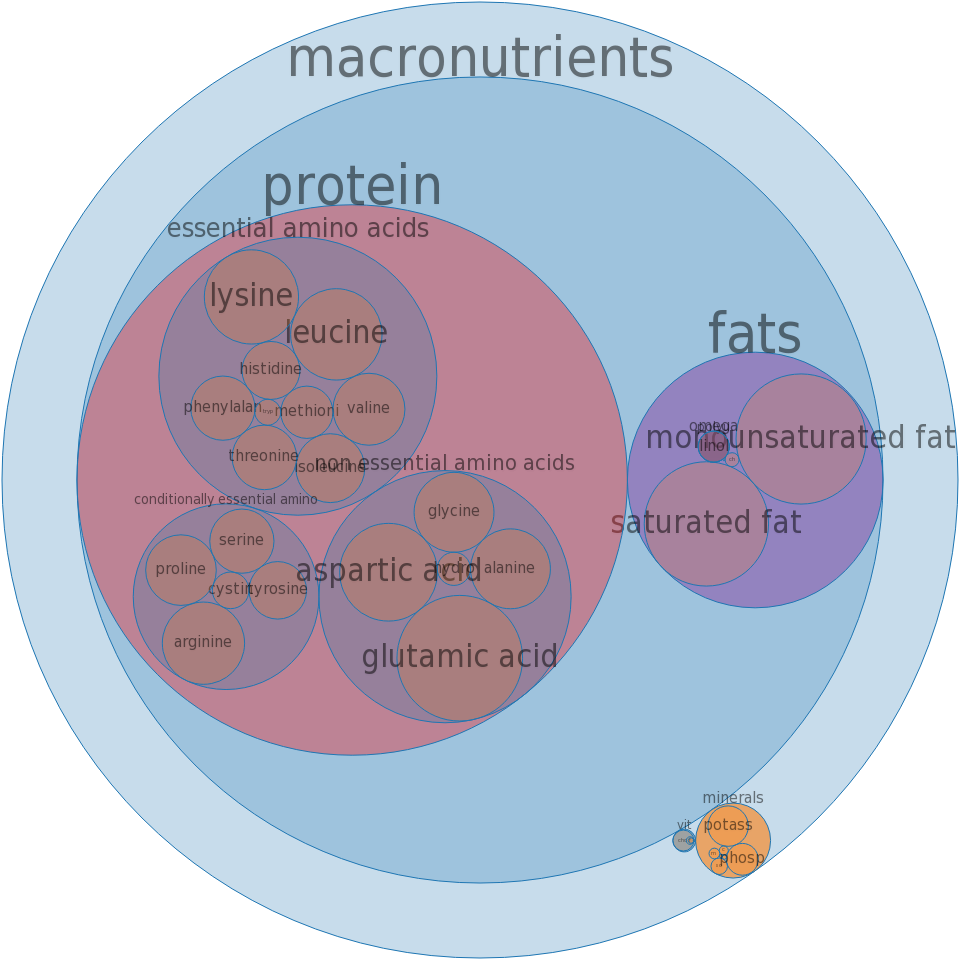 macronutrients
protein
essential amino acids
lysine
leucine
histidine
phenylalan
methioni
valine
threonine
isoleucine
non essential amino acids
conditionally essential amino
glycine
serine
proline
aspartic acid
hydro
alanine
cystin
tyrosine
arginine
glutamic acid
fats
omega
monounsaturated fat
linol
saturated fat
minerals
vit
potass
phosp